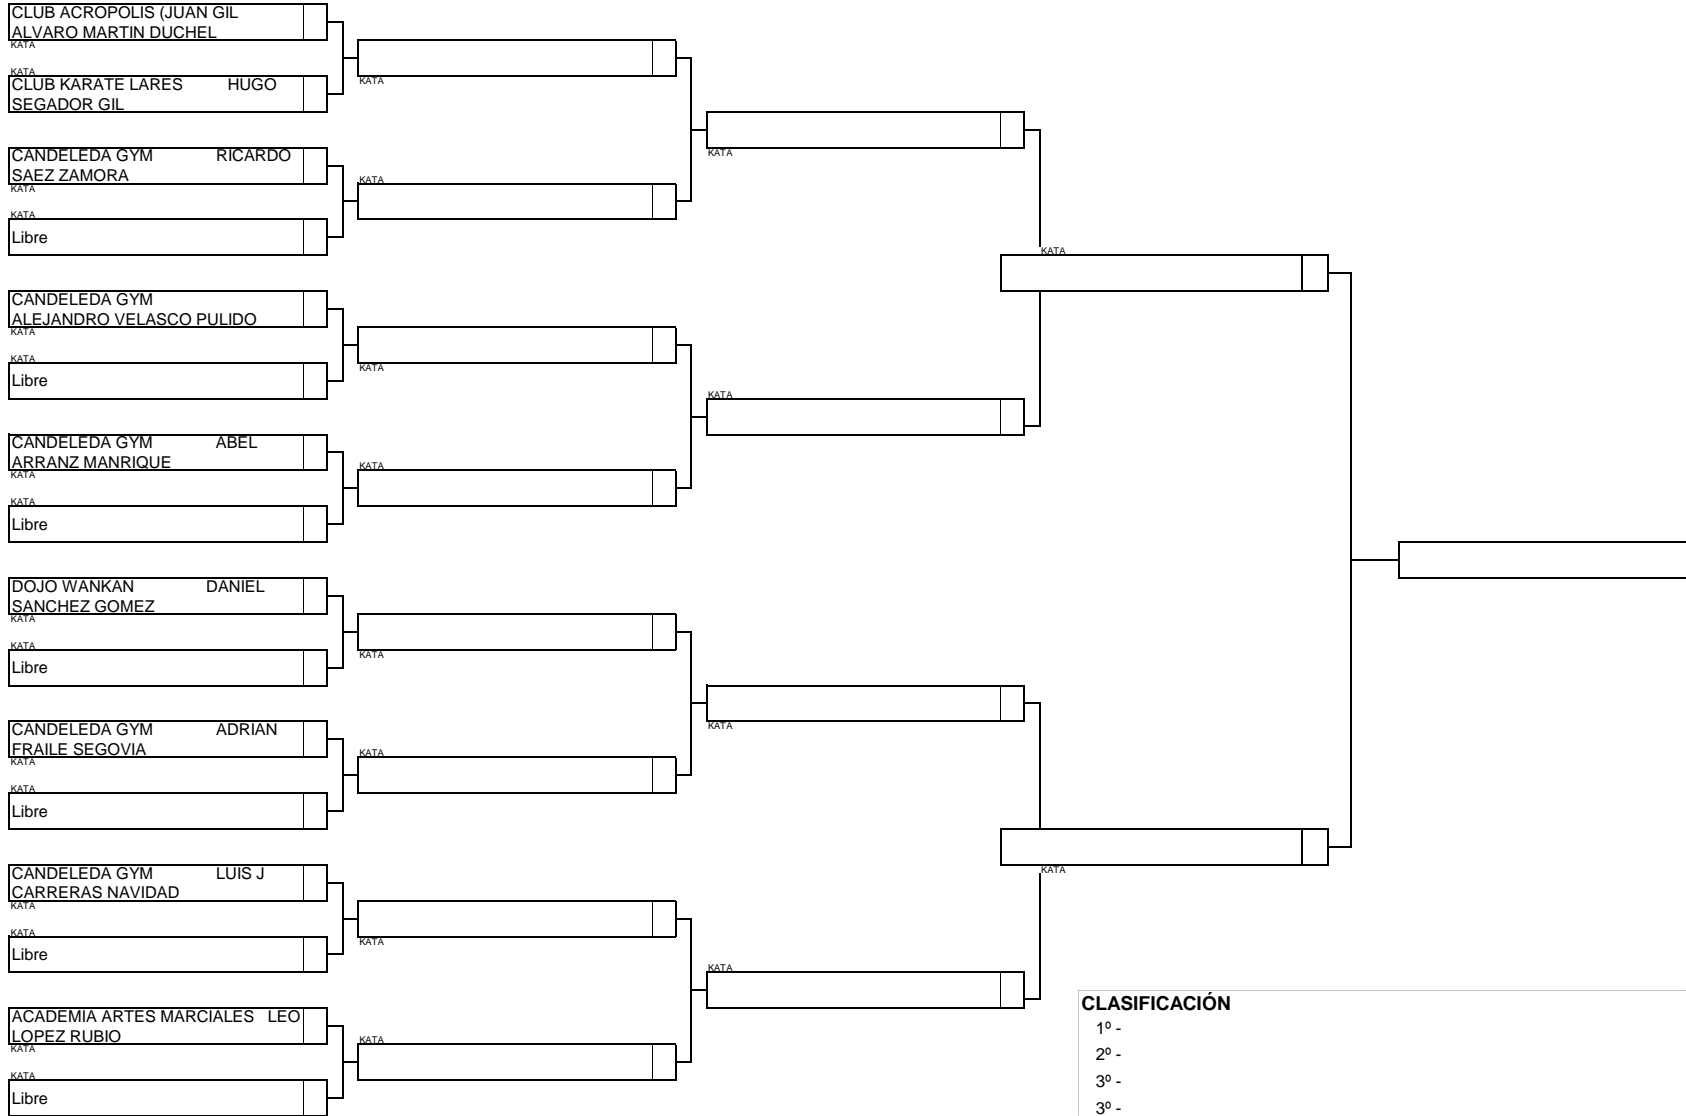 CLUB ACROPOLIS (JUAN GIL
ALVARO MARTIN DUCHEL
KATA
KATA
CLUB KARATE LARES HUGO
SEGADOR GIL
KATA
KATA
CANDELEDA GYM RICARDO
SAEZ ZAMORA
KATA
KATA
KATA
Libre
KATA
CANDELEDA GYM
ALEJANDRO VELASCO PULIDO
KATA
KATA
Libre
KATA
KATA
CANDELEDA GYM ABEL
ARRANZ MANRIQUE
KATA
KATA
KATA
Libre
DOJO WANKAN DANIEL
SANCHEZ GOMEZ
KATA
KATA
Libre
KATA
CANDELEDA GYM ADRIAN
FRAILE SEGOVIA
KATA
KATA
KATA
KATA
Libre
CANDELEDA GYM LUIS J
CARRERAS NAVIDAD
KATA
KATA
KATA
Libre
KATA
KATA
ACADEMIA ARTES MARCIALES LEO
LOPEZ RUBIO
KATA
KATA
KATA
Libre
CLASIFICACIÓN
1º -
2º -
3º -
3º -